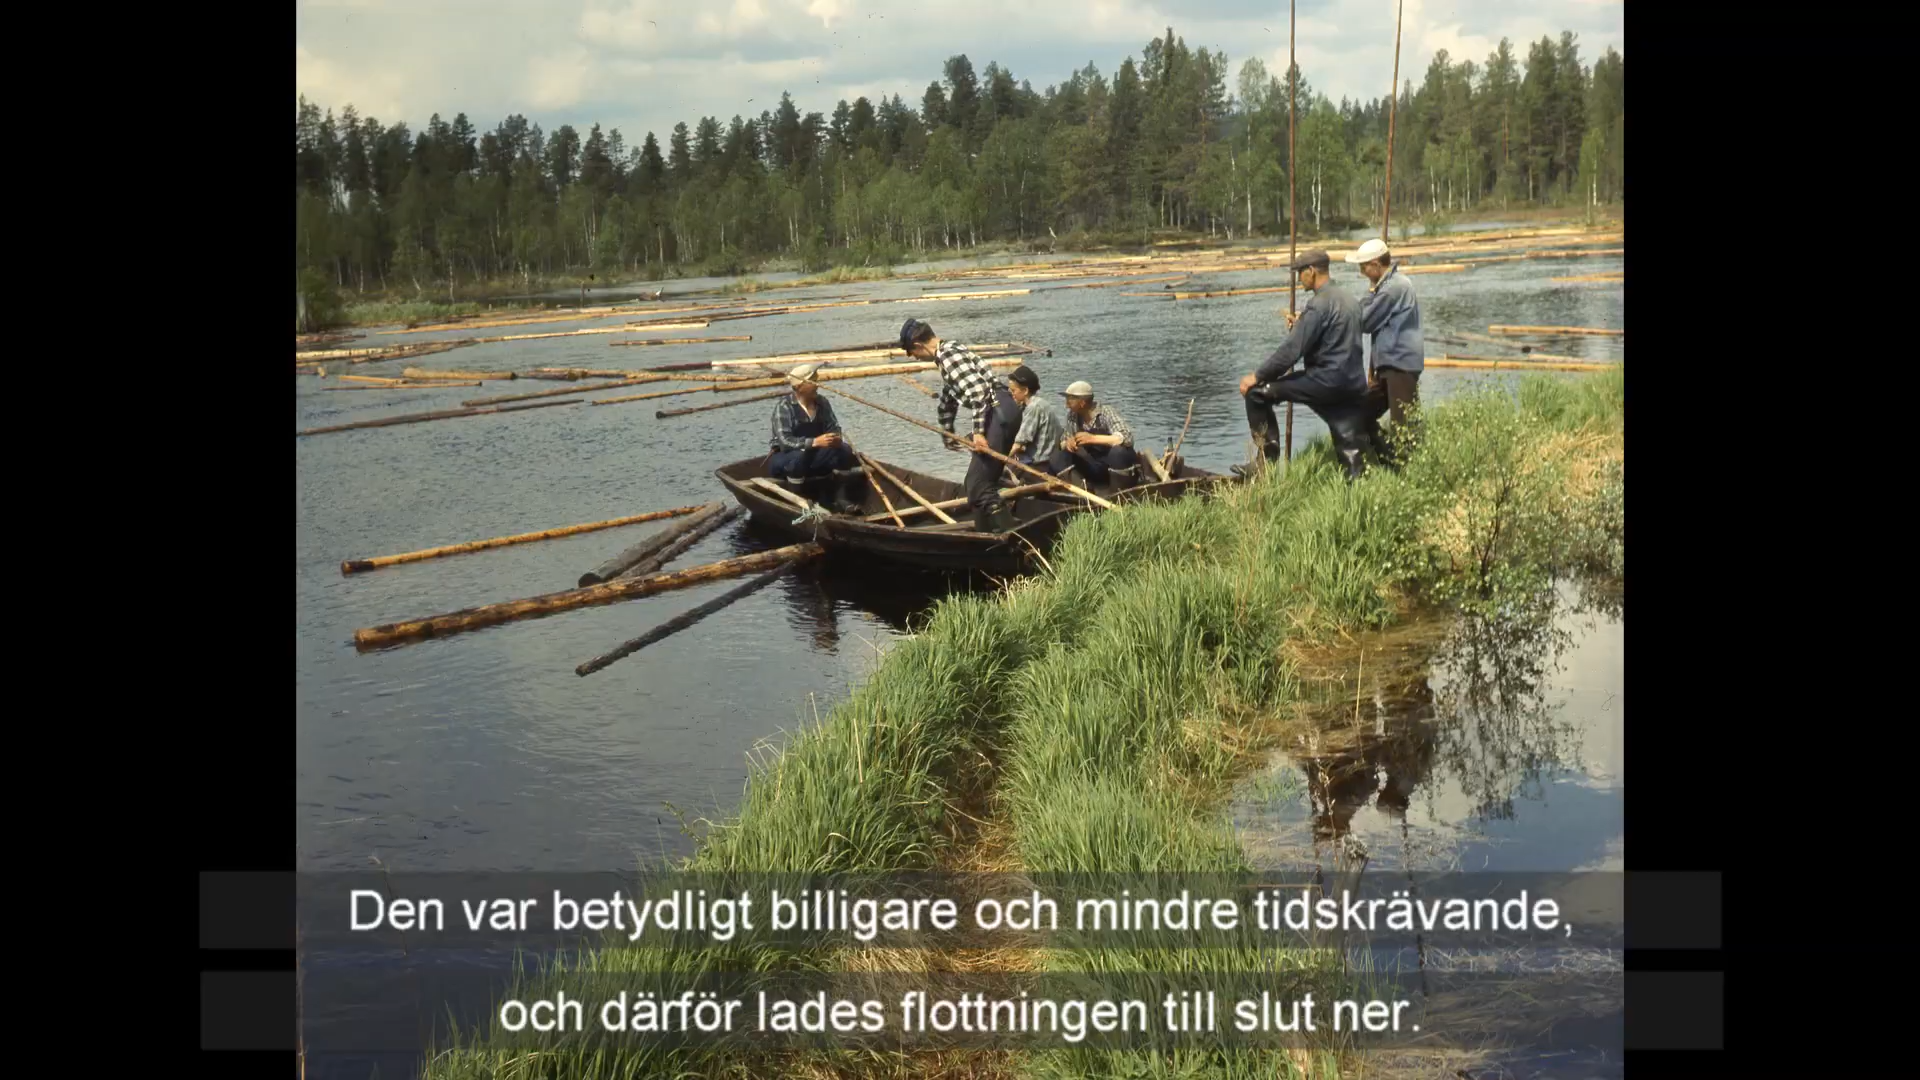 Den var betydligt billigare och mindre tidskrävande,
och därför lades flottningen till slut ner.